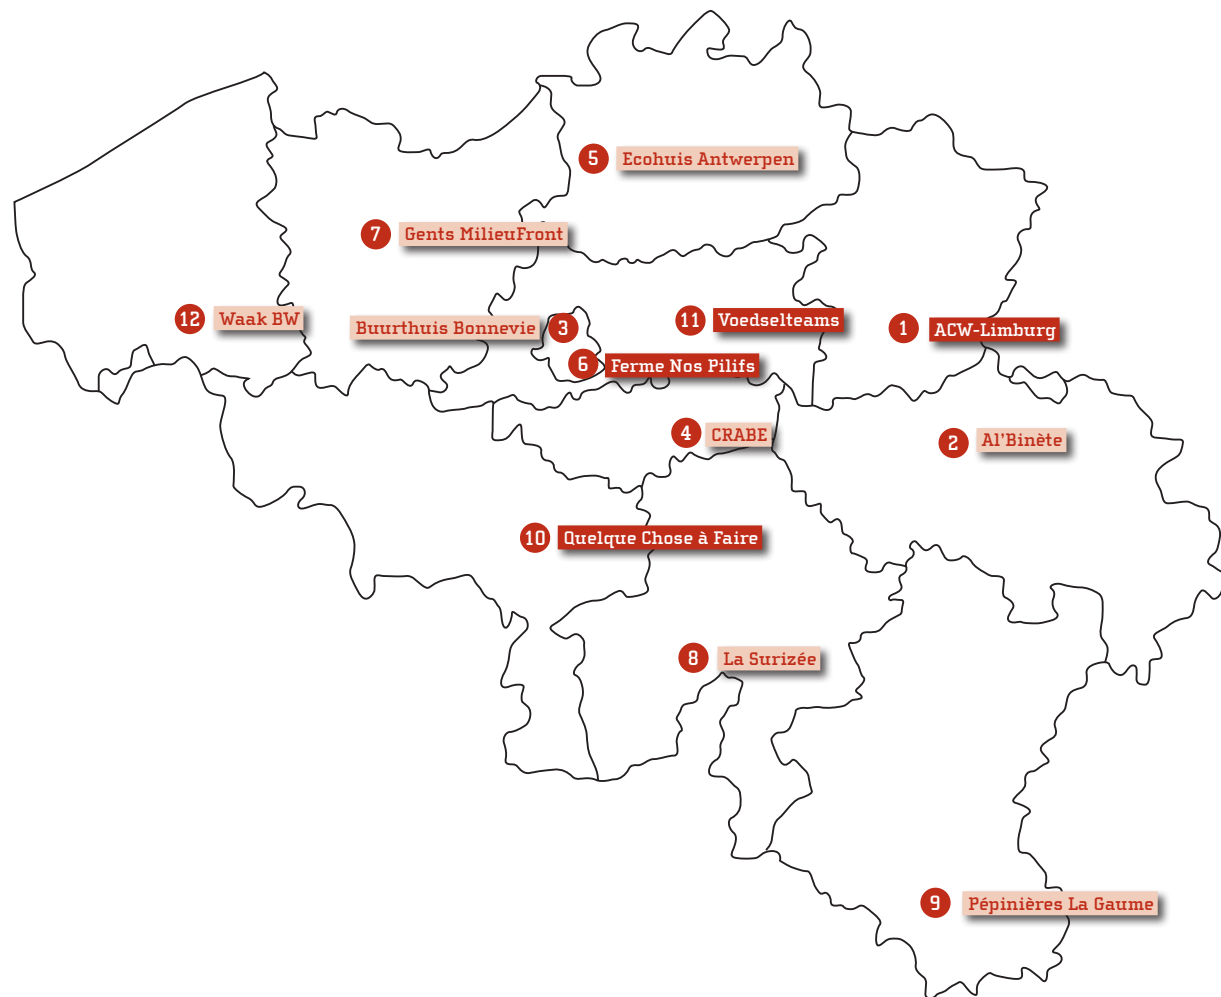 5 Ecohuis Antwerpen
7 Gents MilieuFront
12 Waak BW
Buurthuis Bonnevie 3
11 Voedselteams
1 ACW-Limburg
6 Ferme Nos Pilifs
4 CRABE
2 Al'Binète
10 Quelque Chose à Faire
8 La Surizée
9 Pépinières La Gaume